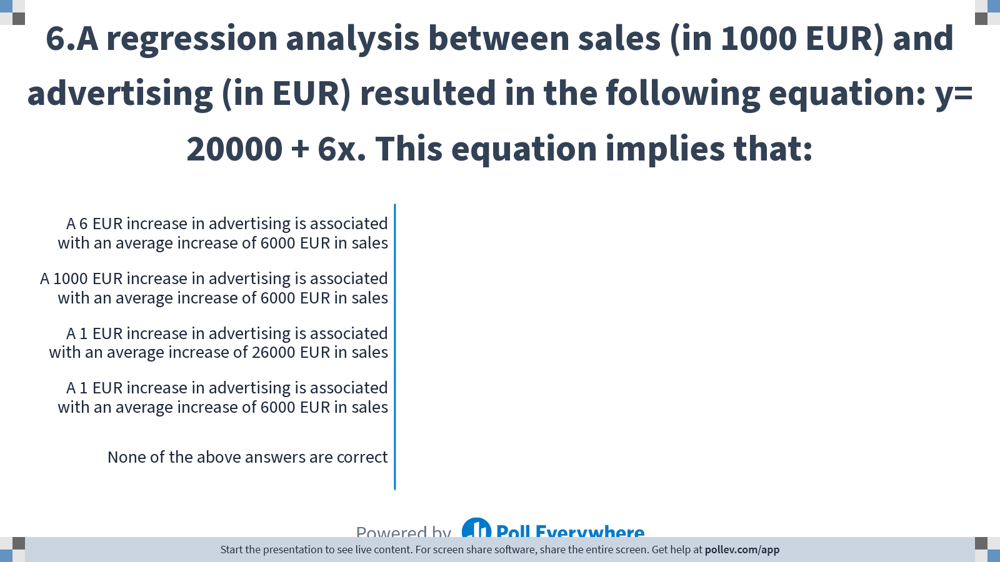 6.A regression analysis between sales (in 1000 EUR) and
advertising (in EUR) resulted in the following equation: y=
20000 + 6x. This equation implies that:
A 6 EUR increase in advertising is associated
with an average increase of 6000 EUR in sales
A 1000 EUR increase in advertising is associated
with an average increase of 6000 EUR in sales
A 1 EUR increase in advertising is associated
with an average increase of 26000 EUR in sales
A 1 EUR increase in advertising is associated
with an average increase of 6000 EUR in sales
None of the above answers are correct
Powered by Poll Everywhere
Start the presentation to see live content. For screen share software, share the entire screen. Get help at pollev.com/app